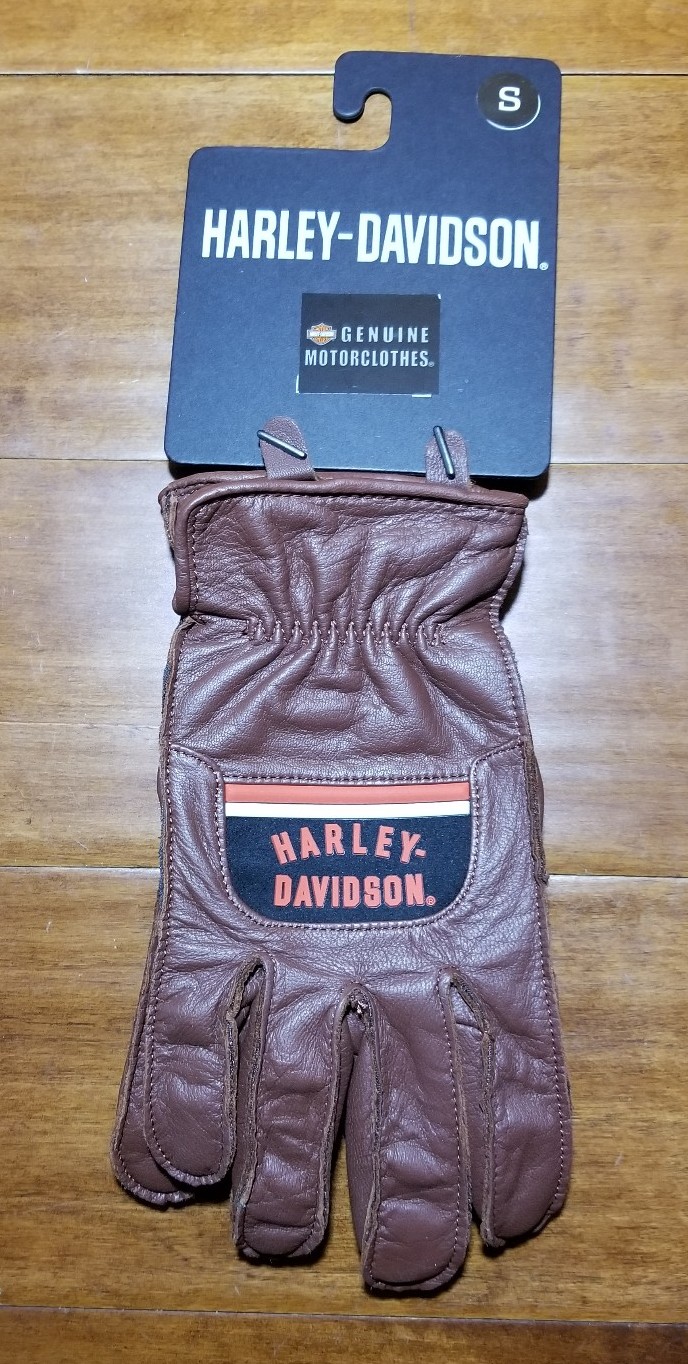 S
HARLEY-DAVIDSON®
GENUINE
MOTORCLOTHES®
HARLEY-
DAVIDSON®